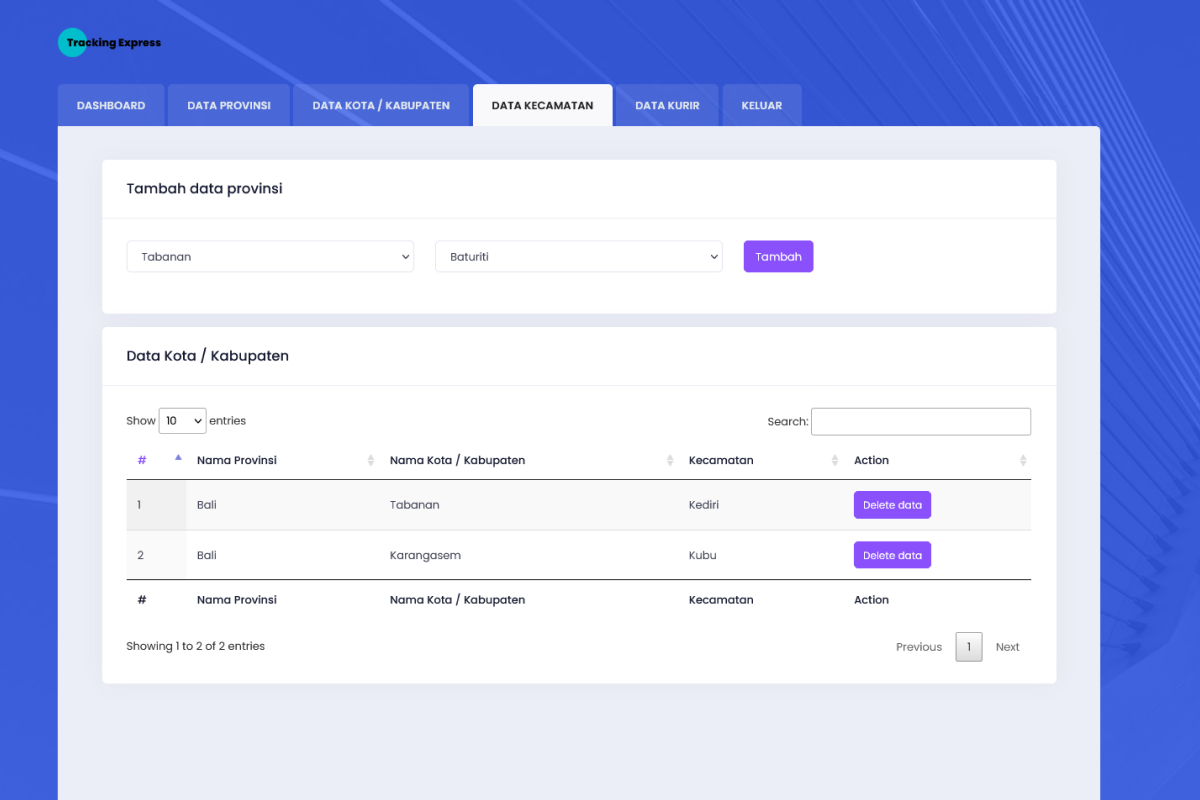 Tracking Express
DASHBOARD DATA PROVINSI DATA KOTA / KABUPATEN DATA KECAMATAN DATA KURIR KELUAR
Tambah data provinsi
Tabanan Baturiti Tambah
Data Kota / Kabupaten
Show 10 entries Search:
# Nama Provinsi Nama Kota / Kabupaten Kecamatan Action
1 Bali Tabanan Kediri Delete data
2 Bali Karangasem Kubu Delete data
# Nama Provinsi Nama Kota / Kabupaten Kecamatan Action
Showing 1 to 2 of 2 entries Previous 1 Next